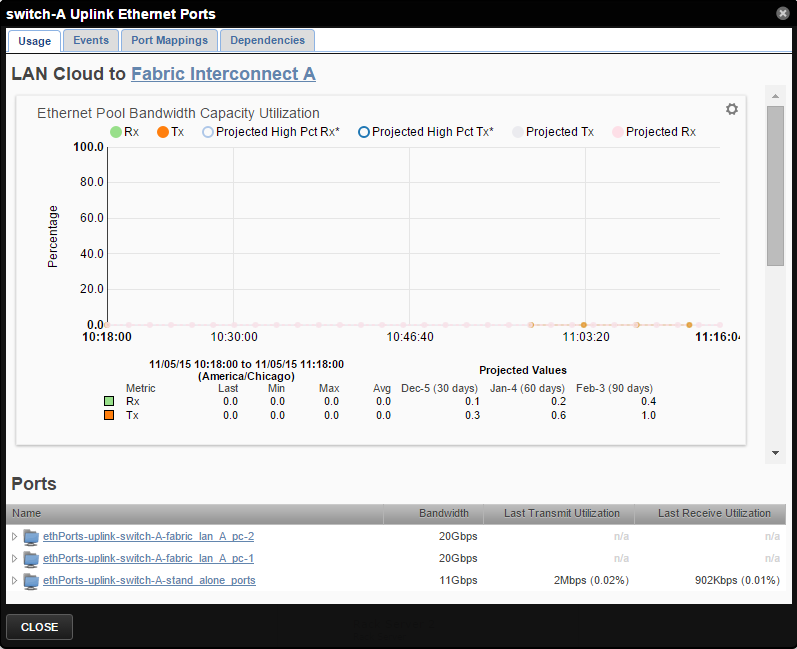 switch-A Uplink Ethernet Ports
Usage Events Port Mappings Dependencies
LAN Cloud to Fabric Interconnect A
Ethernet Pool Bandwidth Capacity Utilization
Rx Tx Projected High Pct Rx* Projected High Pct Tx* Projected Tx Projected Rx
100.0
80.0
60.0
40.0
20.0
0.0
Percentage
10:18:00 10:30:00 10:46:40 11:03:20 11:16:04
11/05/15 10:18:00 to 11/05/15 11:18:00
(America/Chicago) Projected Values
Metric Last Min Max Avg Dec-5 (30 days) Jan-4 (60 days) Feb-3 (90 days)
Rx 0.0 0.0 0.0 0.0 0.1 0.2 0.4
Tx 0.0 0.0 0.0 0.0 0.3 0.6 1.0
Ports
Name Bandwidth Last Transmit Utilization Last Receive Utilization
ethPorts-uplink-switch-A-fabric_lan_A_pc-2 20Gbps n/a n/a
ethPorts-uplink-switch-A-fabric_lan_A_pc-1 20Gbps n/a n/a
ethPorts-uplink-switch-A-stand_alone_ports 11Gbps 2Mbps (0.02%) 902Kbps (0.01%)
CLOSE